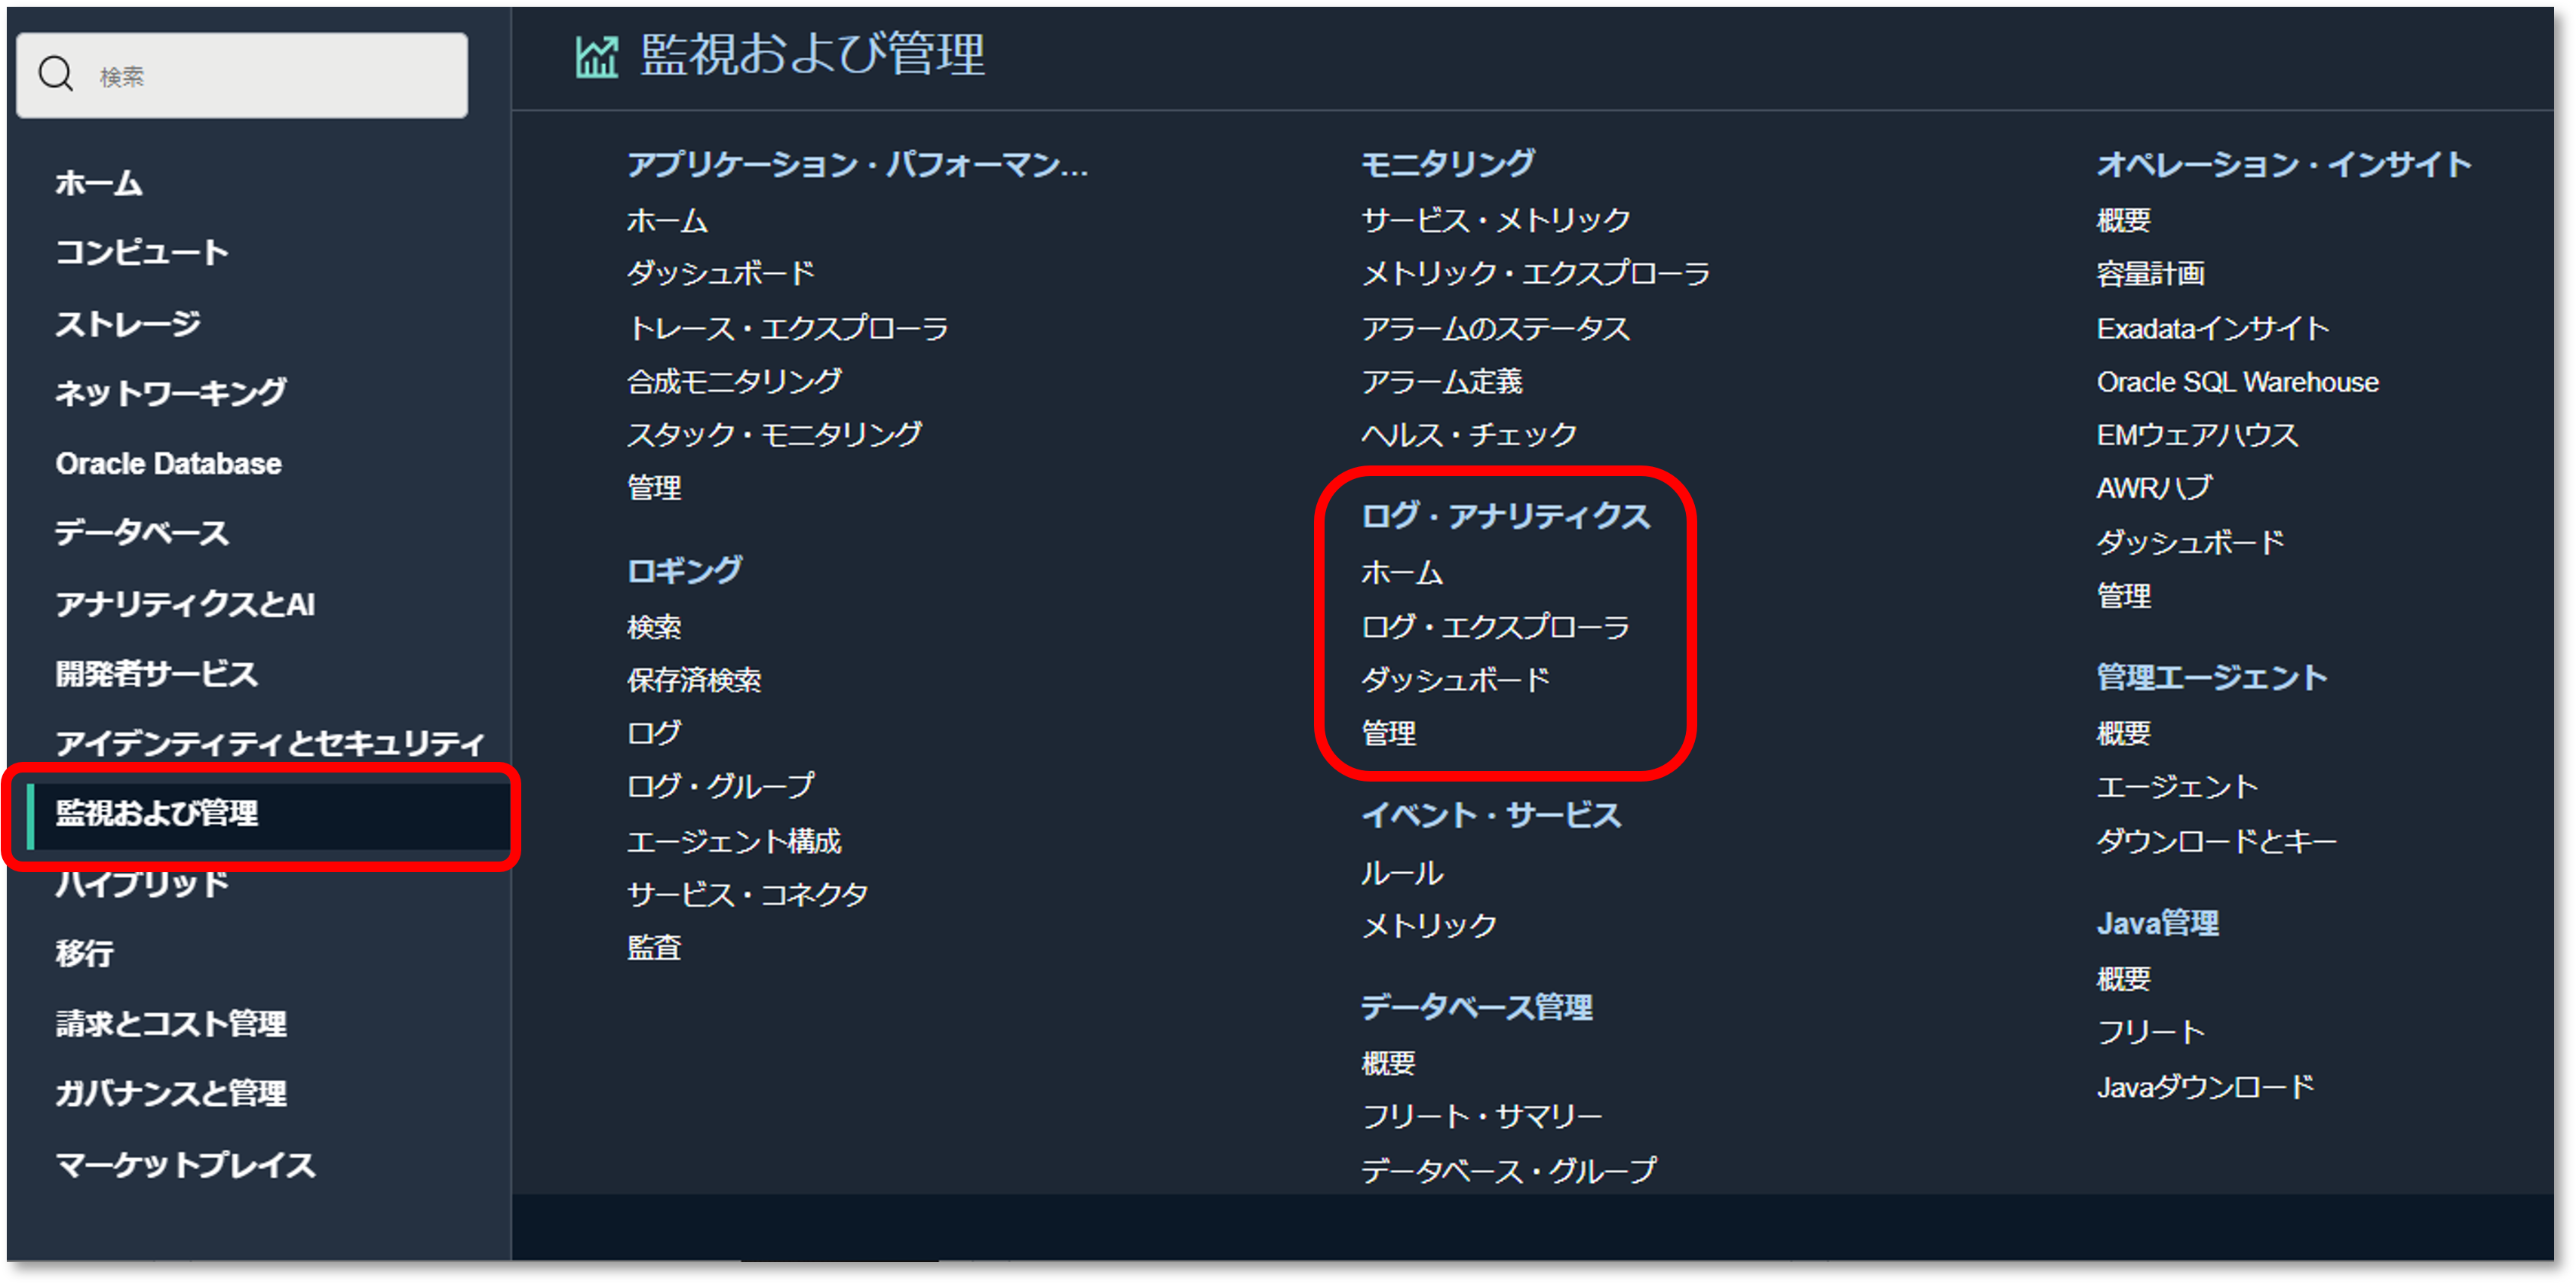 検索
ホーム
コンピュート
ストレージ
ネットワーキング
Oracle Database
データベース
アナリティクスとAI
開発者サービス
アイデンティティとセキュリティ
監視および管理
ハイブリッド
移行
請求とコスト管理
ガバナンスと管理
マーケットプレイス
監視および管理
アプリケーション・パフォーマン...
ホーム
ダッシュボード
トレース・エクスプローラ
合成モニタリング
スタック・モニタリング
管理
ロギング
検索
保存済検索
ログ
ログ・グループ
エージェント構成
サービス・コネクタ
監査
モニタリング
サービス・メトリック
メトリック・エクスプローラ
アラームのステータス
アラーム定義
ヘルス・チェック
ログ・アナリティクス
ホーム
ログ・エクスプローラ
ダッシュボード
管理
イベント・サービス
ルール
メトリック
データベース管理
概要
フリート・サマリー
データベース・グループ
オペレーション・インサイト
概要
容量計画
Exadataインサイト
Oracle SQL Warehouse
EMウェアハウス
AWRハブ
ダッシュボード
管理
管理エージェント
概要
エージェント
ダウンロードとキー
Java管理
概要
フリート
Javaダウンロード